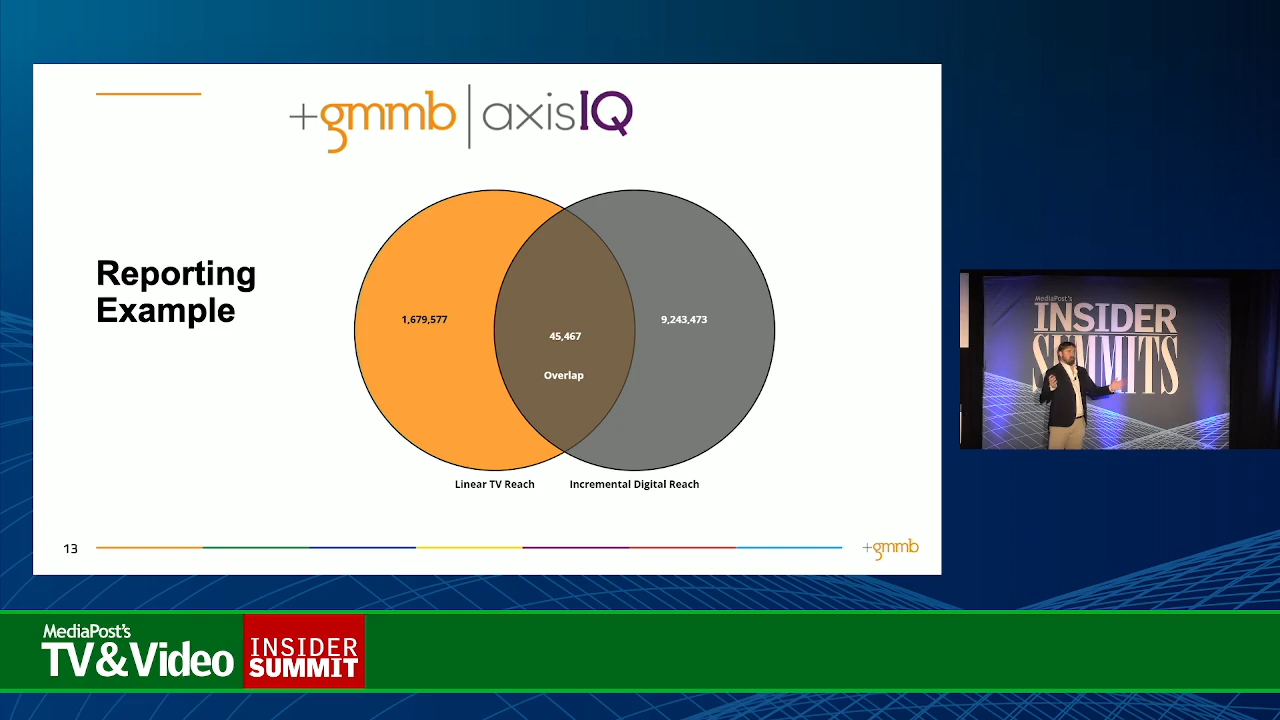 +gmmb | axisIQ
Reporting
Example
1,679,577
45,467
9,243,473
Overlap
Linear TV Reach
Incremental Digital Reach
13
+gmmb
MediaPost's
INSIDER
SUMMITS
MediaPost's
TV&Video
INSIDER
SUMMIT